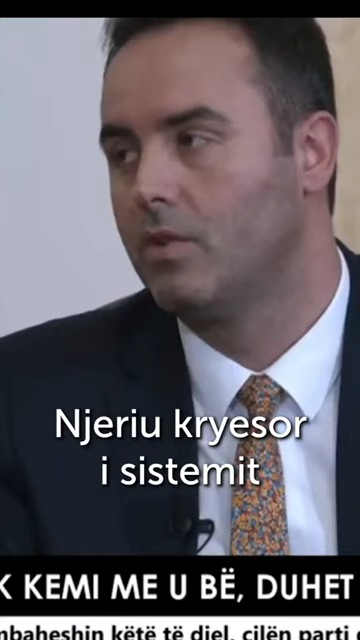 Njeriu kryesor
i sistemit
K KEMI ME U BË, DUHET
mbaheshin këtë të diel, cilën parti